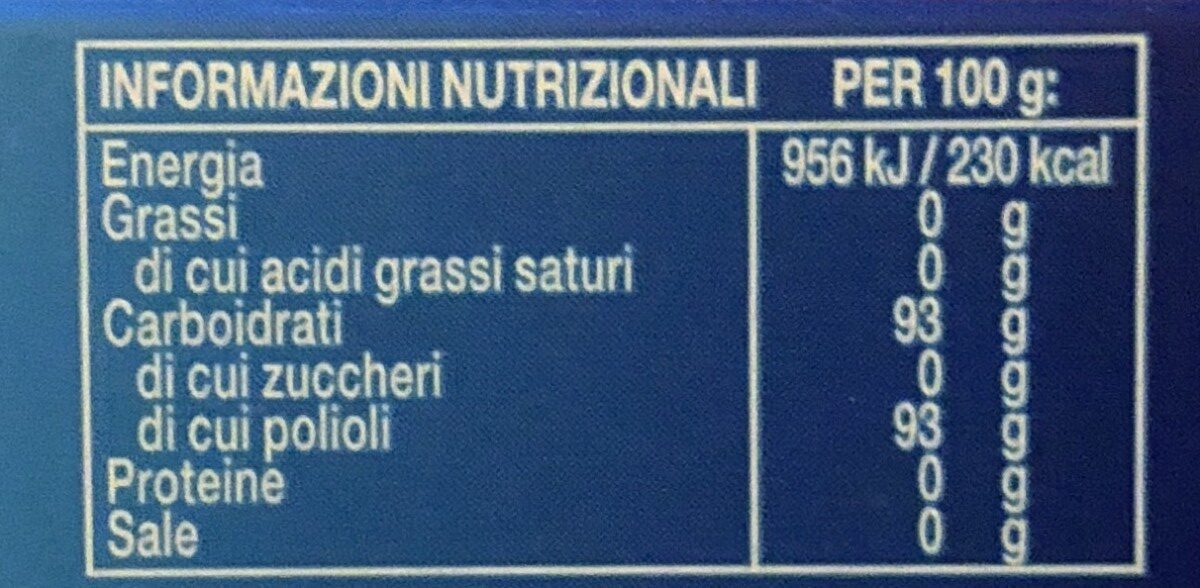 INFORMAZIONI NUTRIZIONALI PER 100 g:
Energia 956 kJ / 230 kcal
Grassi 0 g
di cui acidi grassi saturi 0 g
Carboidrati 93 g
di cui zuccheri 0 g
di cui polioli 93 g
Proteine 0 g
Sale 0 g